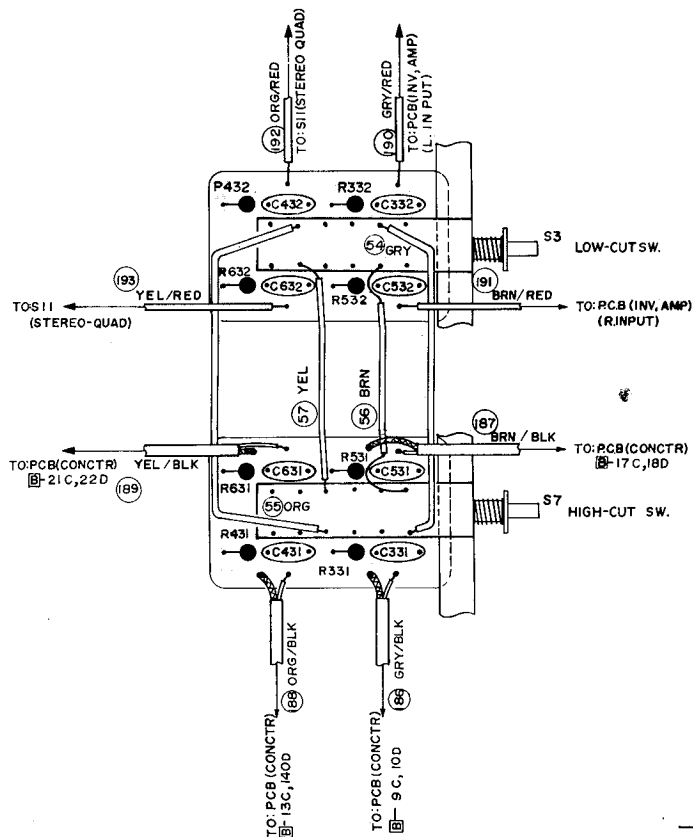 192 ORG/RED
TO: S11(STEREO QUAD)
190 GRY/RED
TO:PCB(INV,AMP)
(L. IN PUT)
P432
C432
R332
C332
54
GRY
S3
LOW-CUT SW.
193
YEL/RED
TO:S11
(STEREO-QUAD)
R632
C632
R532
C532
191
BRN/RED
TO:P.C.B (INV, AMP)
(R.INPUT)
57 YEL
56 BRN
187
BRN / BLK
TO:P.C.B(CONCTR)
B-17C,18D
TO:PCB(CONCTR)
B-21C,22D
YEL/BLK
189
R631
C631
R531
C531
55 ORG
S7
HIGH-CUT SW.
R431
C431
R331
C331
188 ORG/BLK
TO: PCB (CONCTR)
B-13C,140D
186 GRY/BLK
TO:PCB (CONCTR)
B- 9C, 10D